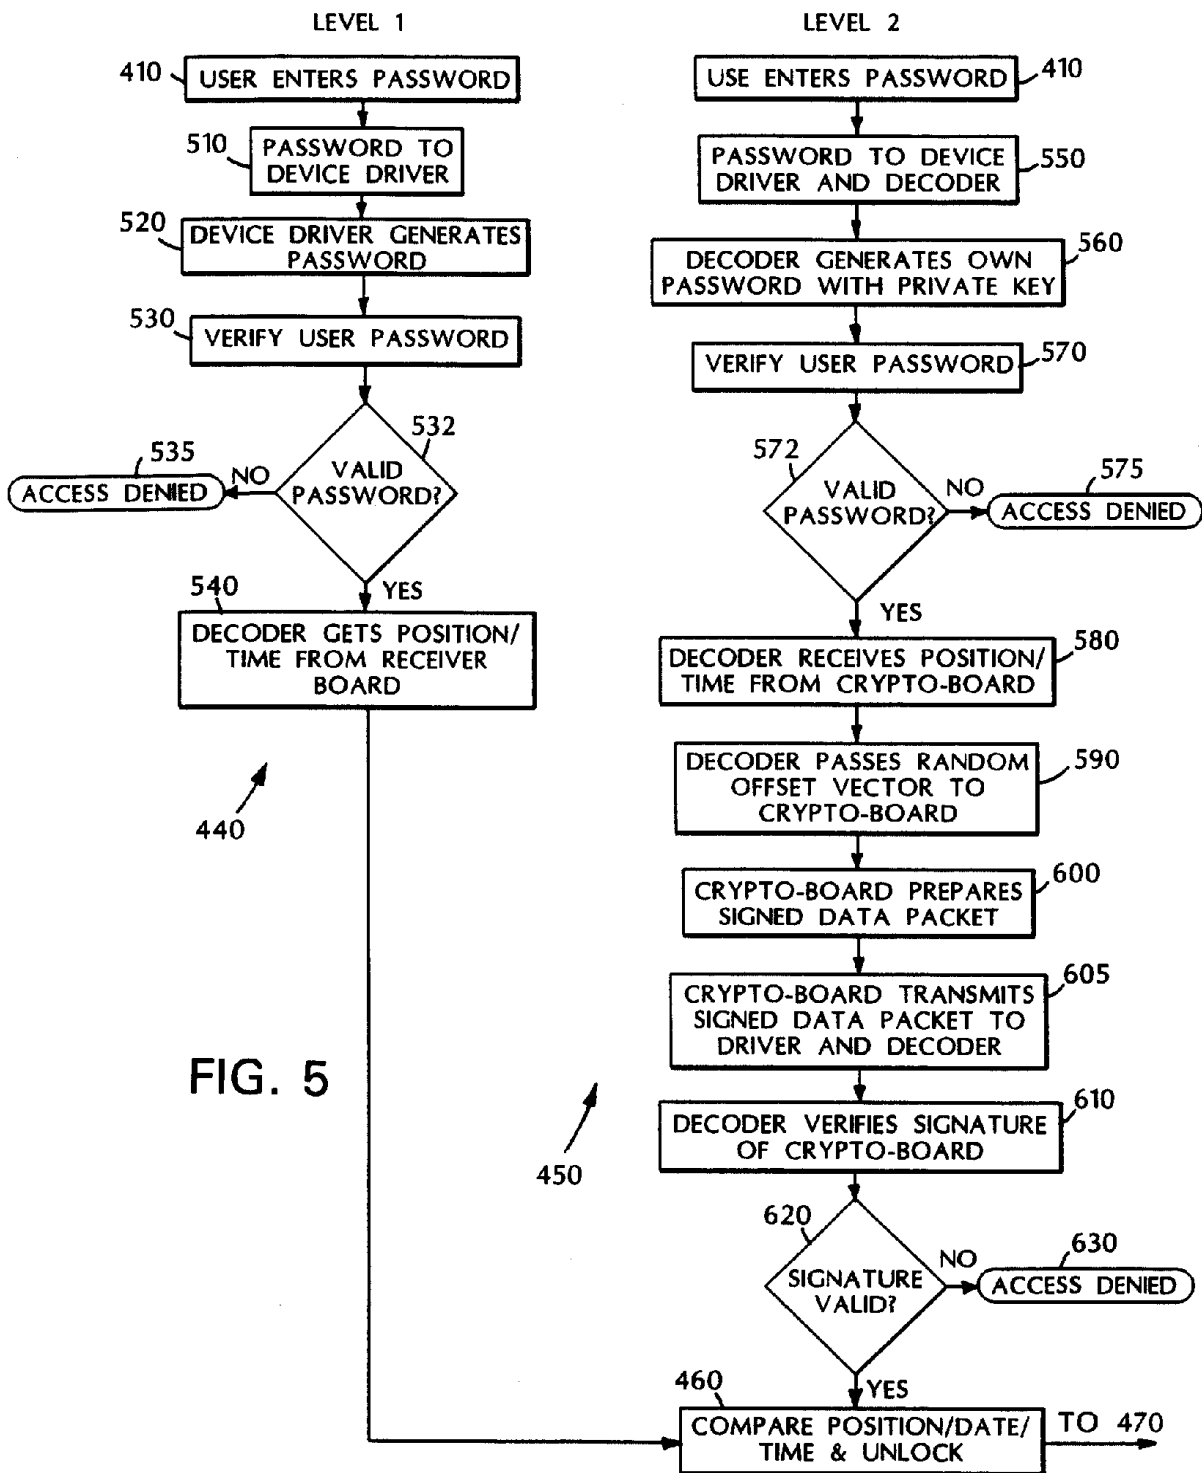 LEVEL 1
410
USER ENTERS PASSWORD
510
PASSWORD TO
DEVICE DRIVER
520
DEVICE DRIVER GENERATES
PASSWORD
530
VERIFY USER PASSWORD
532
VALID
PASSWORD?
NO
535
ACCESS DENIED
YES
540
DECODER GETS POSITION/
TIME FROM RECEIVER
BOARD
440
LEVEL 2
USE ENTERS PASSWORD
410
PASSWORD TO DEVICE
DRIVER AND DECODER
550
DECODER GENERATES OWN
PASSWORD WITH PRIVATE KEY
560
VERIFY USER PASSWORD
570
572
VALID
PASSWORD?
NO
575
ACCESS DENIED
YES
DECODER RECEIVES POSITION/
TIME FROM CRYPTO-BOARD
580
DECODER PASSES RANDOM
OFFSET VECTOR TO
CRYPTO-BOARD
590
CRYPTO-BOARD PREPARES
SIGNED DATA PACKET
600
CRYPTO-BOARD TRANSMITS
SIGNED DATA PACKET TO
DRIVER AND DECODER
605
DECODER VERIFIES SIGNATURE
OF CRYPTO-BOARD
610
450
620
SIGNATURE
VALID?
NO
630
ACCESS DENIED
YES
460
COMPARE POSITION/DATE/
TIME & UNLOCK
TO 470
FIG. 5